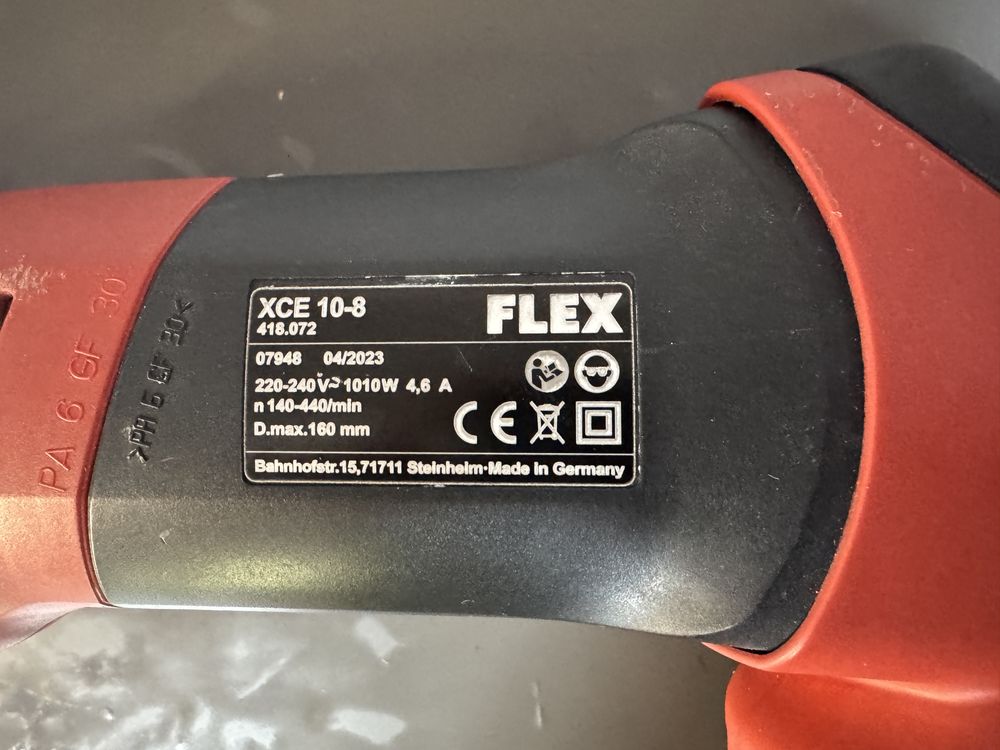 XCE 10-8
418.072
FLEX
07948 04/2023
220-240V~1010W 4,6 A
n 140-440/min
D.max.160 mm
CE
Bahnhofstr.15,71711 Steinheim·Made in Germany
PA 6 GF 30
>PA 6 GF 30<